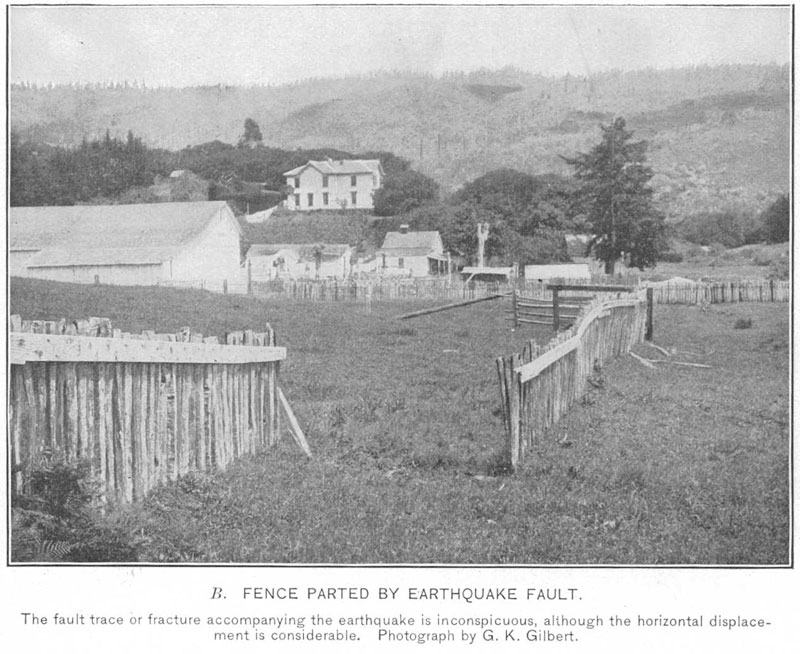 B. FENCE PARTED BY EARTHQUAKE FAULT.
The fault trace or fracture accompanying the earthquake is inconspicuous, although the horizontal displace-
ment is considerable. Photograph by G. K. Gilbert.